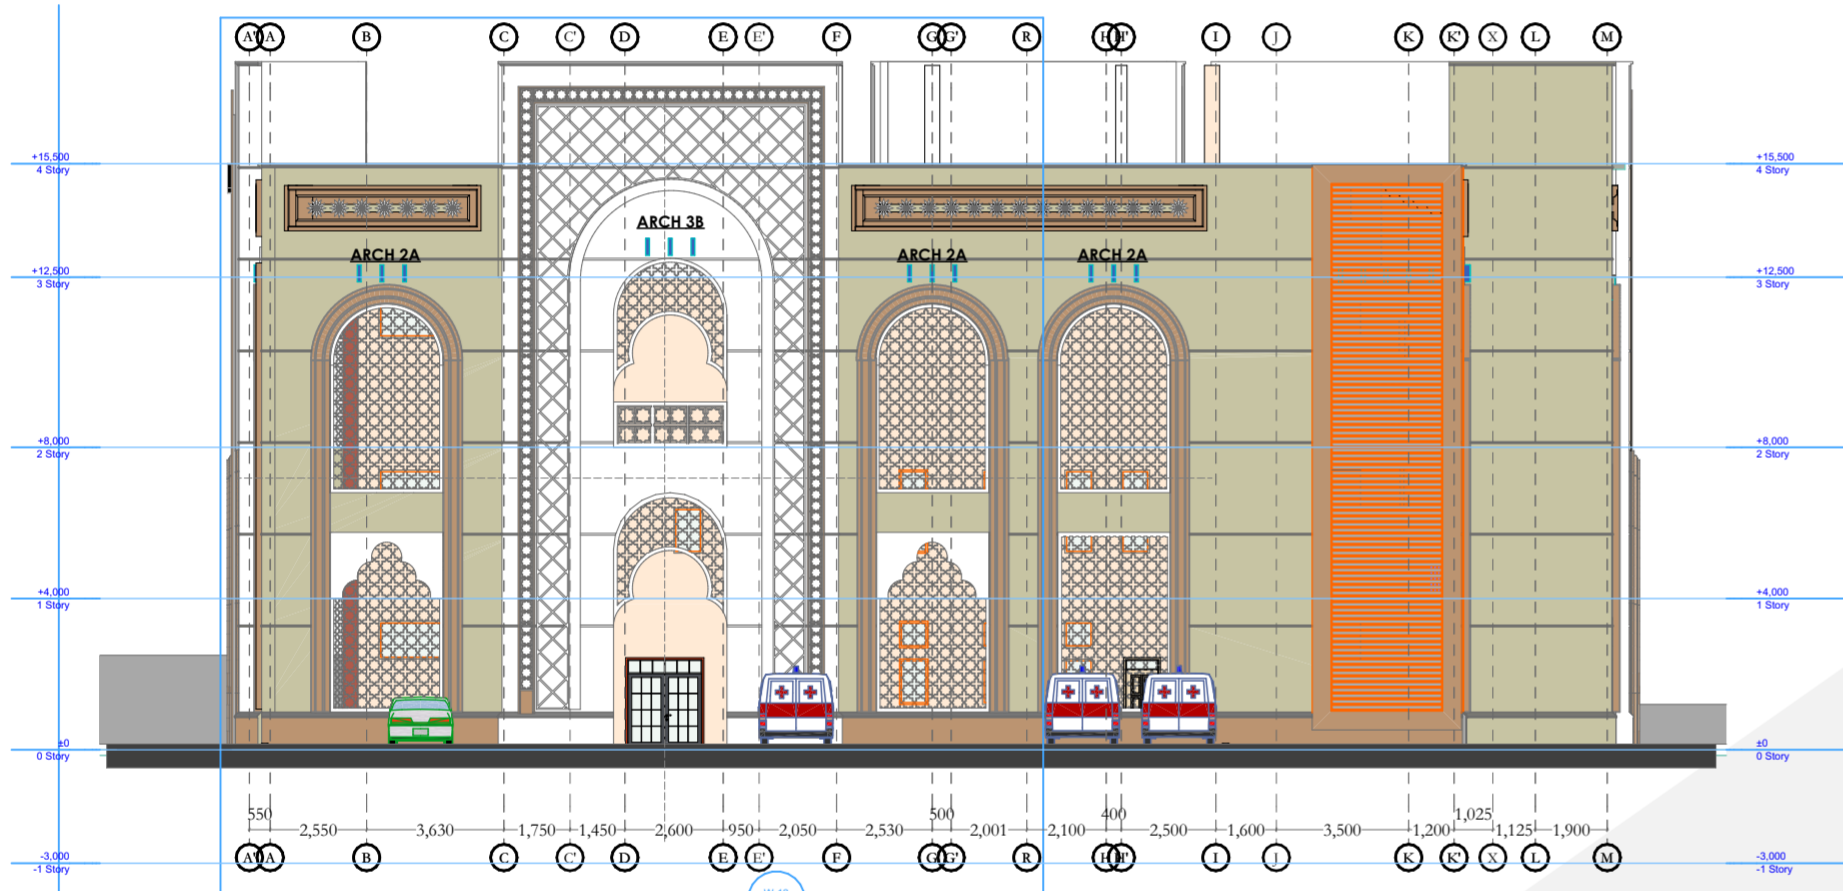 A' A B C C' D E E' F G G' R H H' I J K K' X L M
+15,500 +15,500
4 Story 4 Story
ARCH 3B
ARCH 2A ARCH 2A ARCH 2A
+12,500 +12,500
3 Story 3 Story
+8,000 +8,000
2 Story 2 Story
+4,000 +4,000
1 Story 1 Story
±0 ±0
0 Story 0 Story
550 500 400 1,025
2,550 3,630 1,750 1,450 2,600 950 2,050 2,530 2,001 2,100 2,500 1,600 3,500 1,200 1,125 1,900
A' A B C C' D E E' F G G' R H H' I J K K' X L M
-3,000 -3,000
-1 Story -1 Story